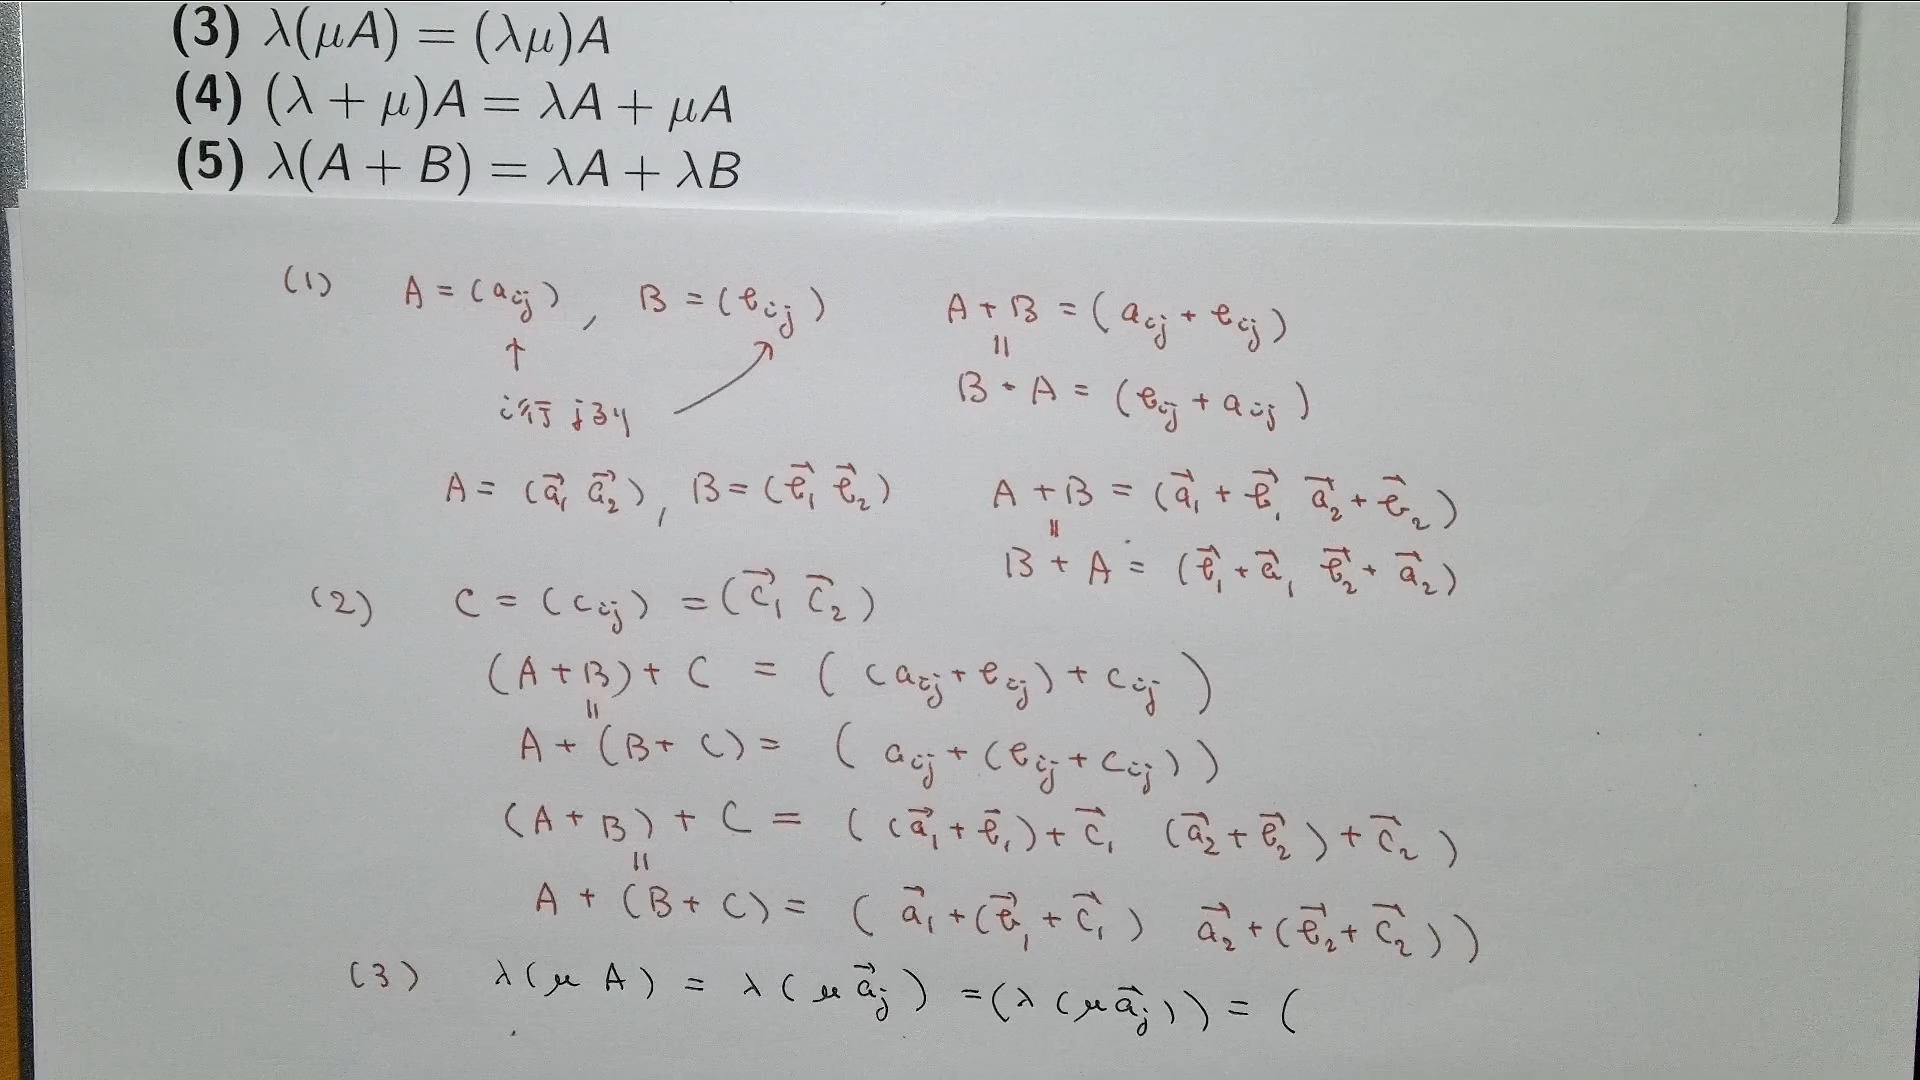 (3) λ(μA) = (λμ)A
(4) (λ + μ)A = λA + μA
(5) λ(A + B) = λA + λB
(1) A = (aij), B = (bij) A + B = (aij + bij)
↑ ||
i行 j列 B + A = (bij + aij)
A = (a⃗1 a⃗2), B = (b⃗1 b⃗2) A + B = (a⃗1 + b⃗1 a⃗2 + b⃗2)
||
B + A = (b⃗1 + a⃗1 b⃗2 + a⃗2)
(2) C = (cij) = (c⃗1 c⃗2)
(A + B) + C = ((aij + bij) + cij)
||
A + (B + C) = (aij + (bij + cij))
(A + B) + C = ((a⃗1 + b⃗1) + c⃗1 (a⃗2 + b⃗2) + c⃗2)
||
A + (B + C) = (a⃗1 + (b⃗1 + c⃗1) a⃗2 + (b⃗2 + c⃗2))
(3) λ(μA) = λ(μa⃗j) = (λ(μa⃗j)) = (